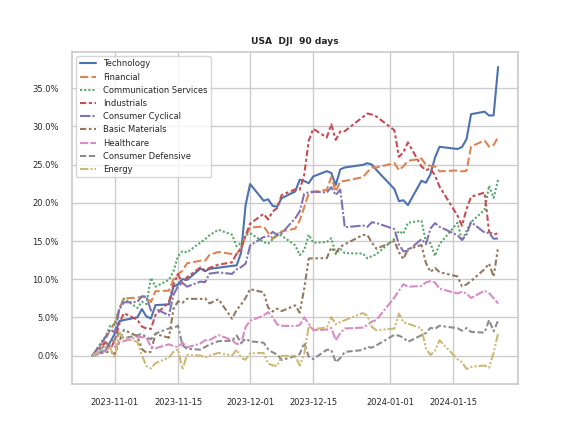 USA DJI 90 days
Technology
Financial
Communication Services
Industrials
Consumer Cyclical
Basic Materials
Healthcare
Consumer Defensive
Energy
35.0%
30.0%
25.0%
20.0%
15.0%
10.0%
5.0%
0.0%
2023-11-01 2023-11-15 2023-12-01 2023-12-15 2024-01-01 2024-01-15